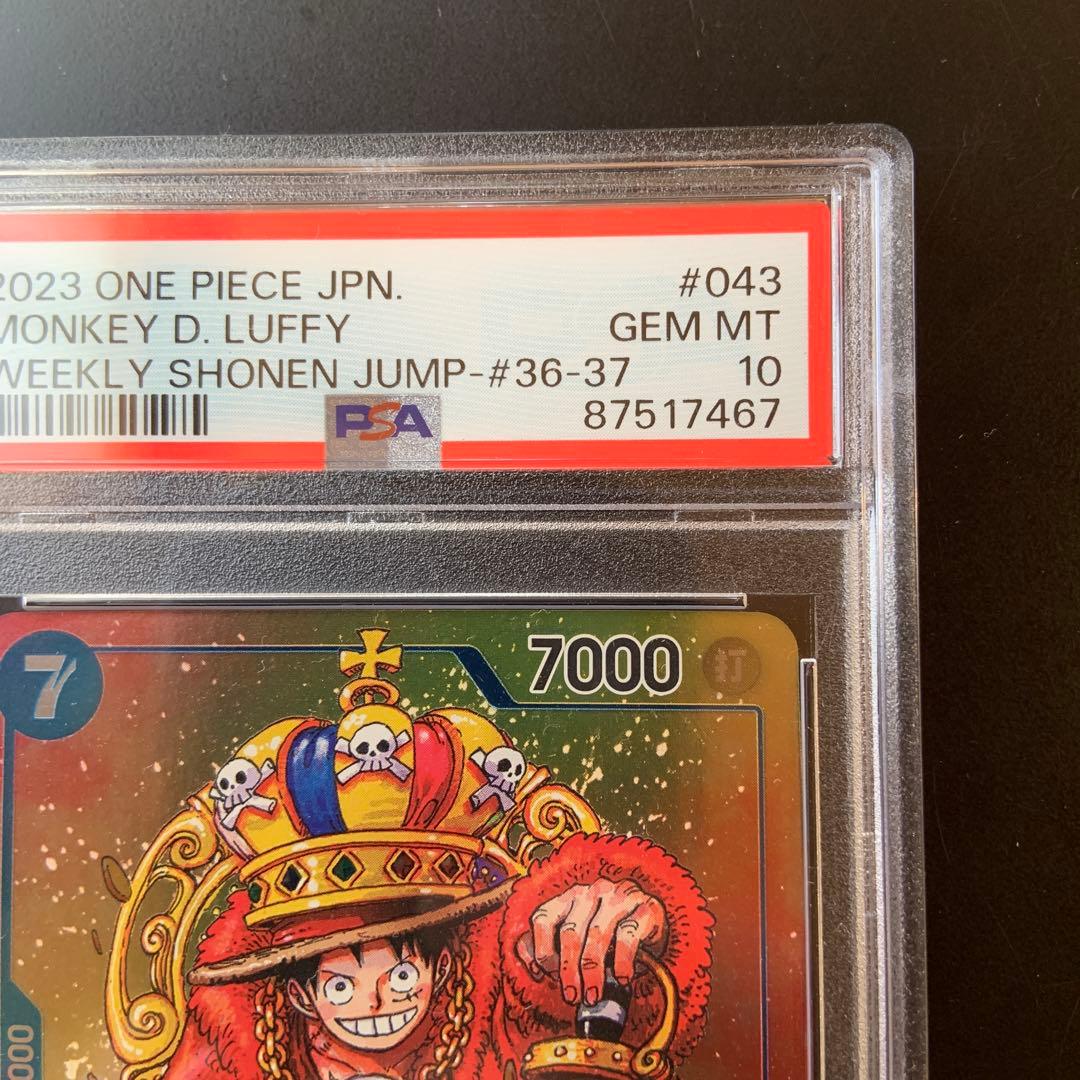 2023 ONE PIECE JPN. #043
MONKEY D. LUFFY GEM MT
WEEKLY SHONEN JUMP-#36-37 10
PSA 87517467
7 7000 打
000